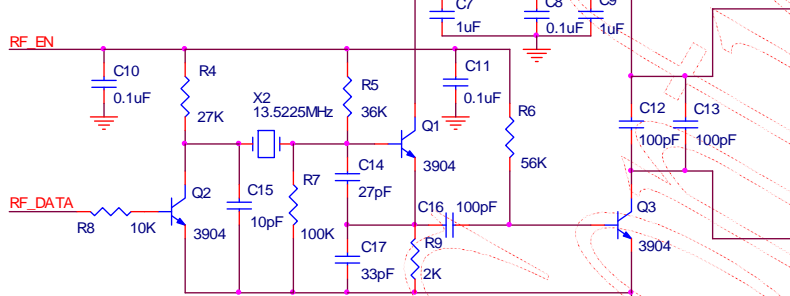 C7
1uF
C8
0.1uF
C9
1uF
RF_EN
C10
0.1uF
R4
27K
X2
13.5225MHz
R5
36K
C11
0.1uF
R6
56K
Q1
3904
C12
100pF
C13
100pF
C14
27pF
R7
100K
C15
10pF
Q2
3904
RF_DATA
R8
10K
C16
100pF
C17
33pF
R9
2K
Q3
3904